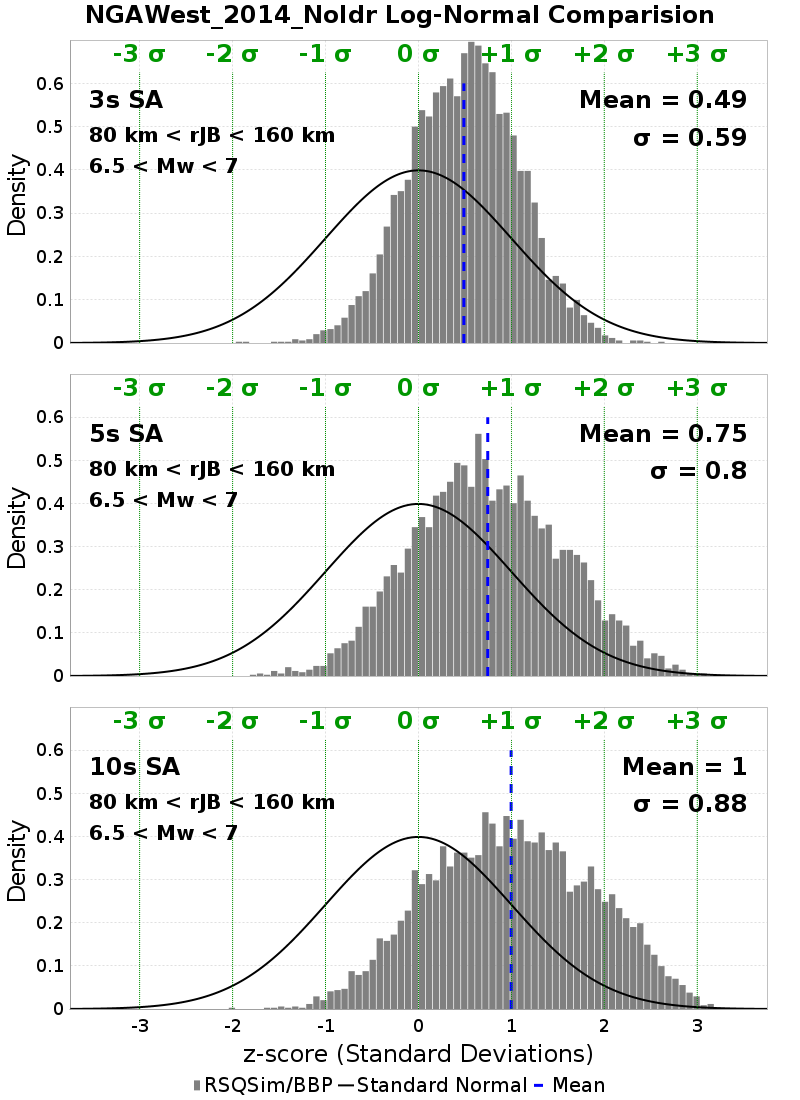 NGAWest_2014_NoIdr Log-Normal Comparision
-3 σ -2 σ -1 σ 0 σ +1 σ +2 σ +3 σ
3s SA
Mean = 0.49
80 km < rJB < 160 km
σ = 0.59
6.5 < Mw < 7
Density
0.6
0.5
0.4
0.3
0.2
0.1
0
-3 σ -2 σ -1 σ 0 σ +1 σ +2 σ +3 σ
5s SA
Mean = 0.75
80 km < rJB < 160 km
σ = 0.8
6.5 < Mw < 7
Density
0.6
0.5
0.4
0.3
0.2
0.1
0
-3 σ -2 σ -1 σ 0 σ +1 σ +2 σ +3 σ
10s SA
Mean = 1
80 km < rJB < 160 km
σ = 0.88
6.5 < Mw < 7
Density
0.6
0.5
0.4
0.3
0.2
0.1
0
-3 -2 -1 0 1 2 3
z-score (Standard Deviations)
RSQSim/BBP Standard Normal Mean